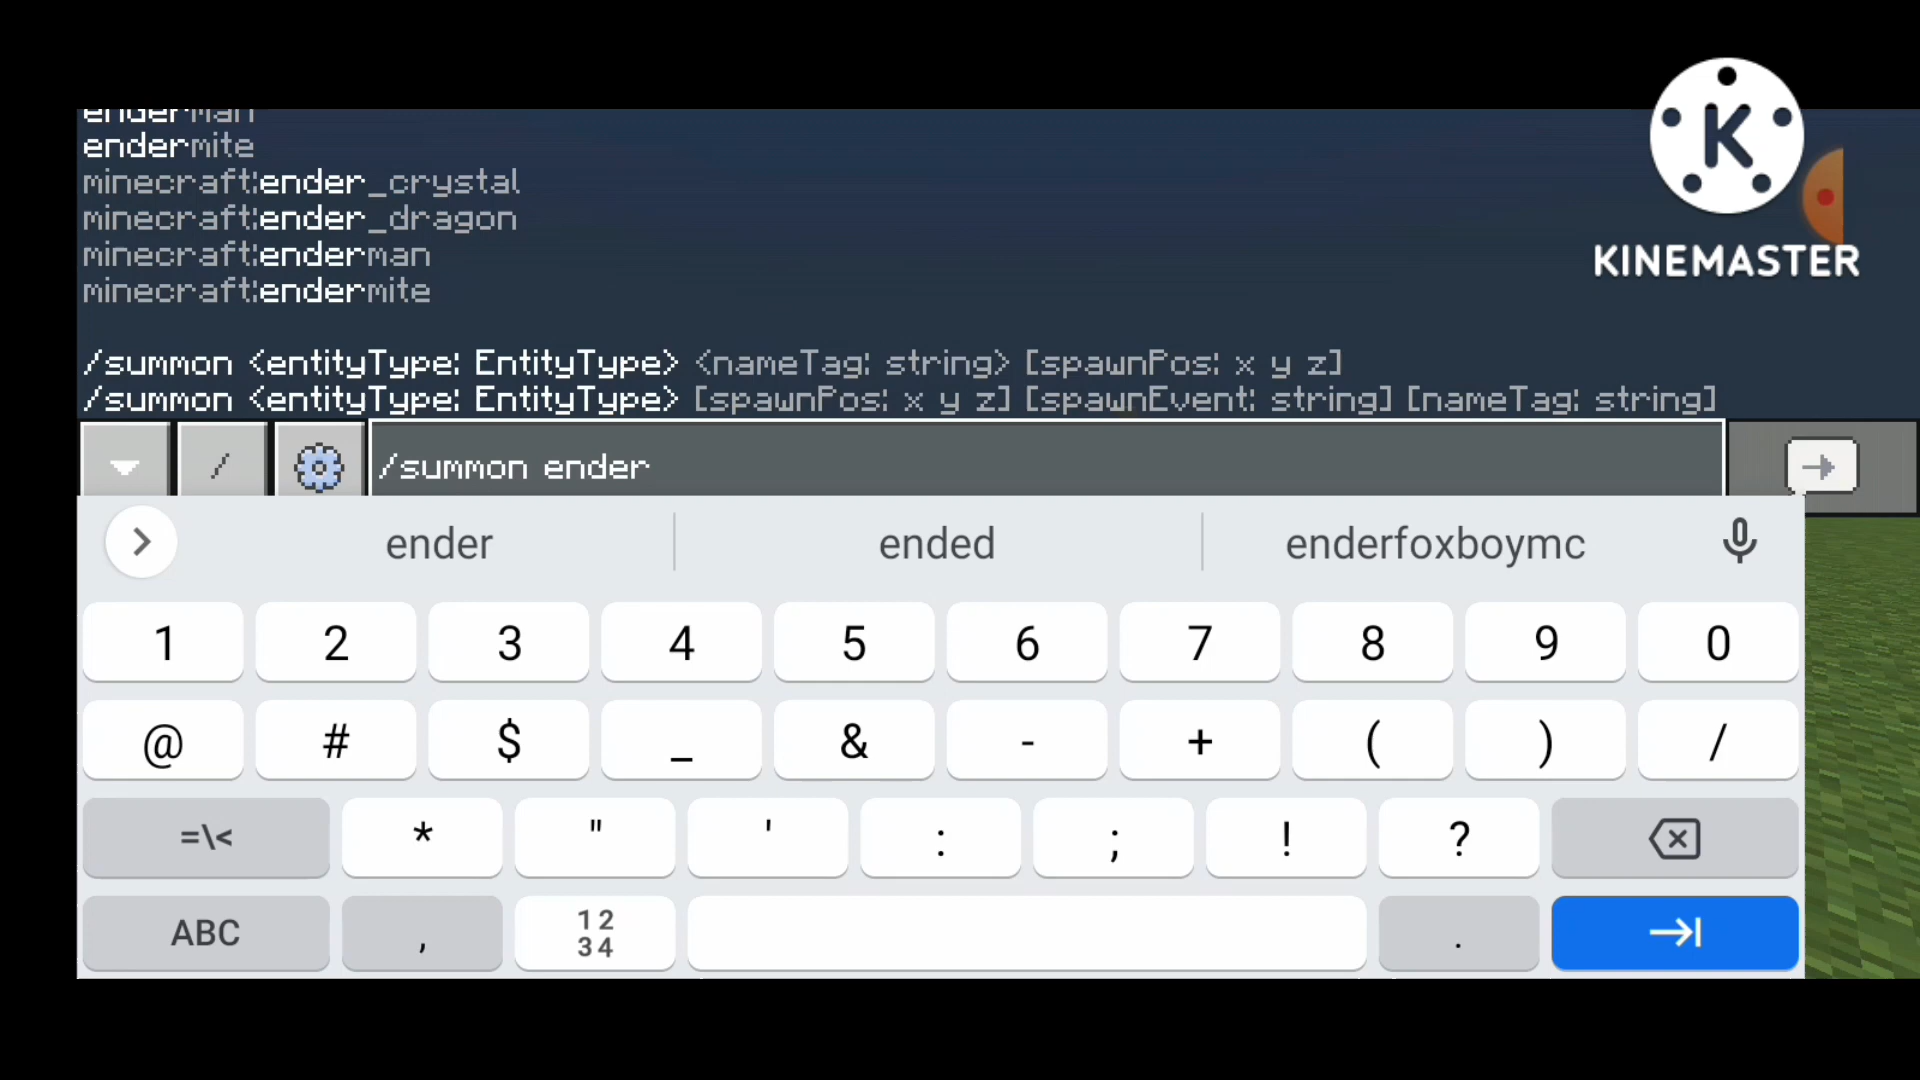 enderman
endermite
minecraft:ender_crystal
minecraft:ender_dragon
minecraft:enderman
minecraft:endermite
/summon <entityType: EntityType> <nameTag: string> [spawnPos: x y z]
/summon <entityType: EntityType> [spawnPos: x y z] [spawnEvent: string] [nameTag: string]
/ /summon ender
K
KINEMASTER
ender ended enderfoxboymc
1 2 3 4 5 6 7 8 9 0
@ # $ _ & - + ( ) /
=\< * " ' : ; ! ?
ABC , 12 34 .